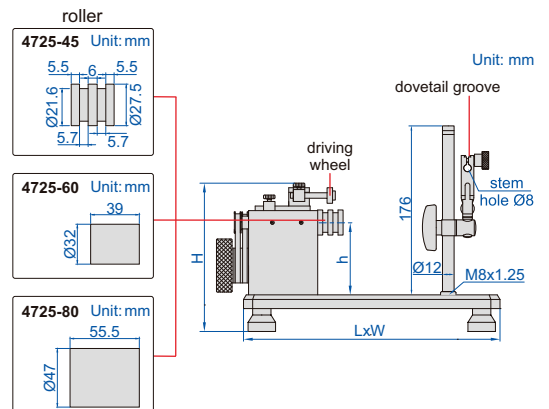 roller
4725-45 Unit: mm
5.5 6 5.5
Ø21.6
Ø27.5
5.7
5.7
4725-60 Unit: mm
39
Ø32
4725-80 Unit: mm
55.5
Ø47
Unit: mm
dovetail groove
driving
wheel
stem
hole Ø8
176
H
h
Ø12
M8x1.25
LxW